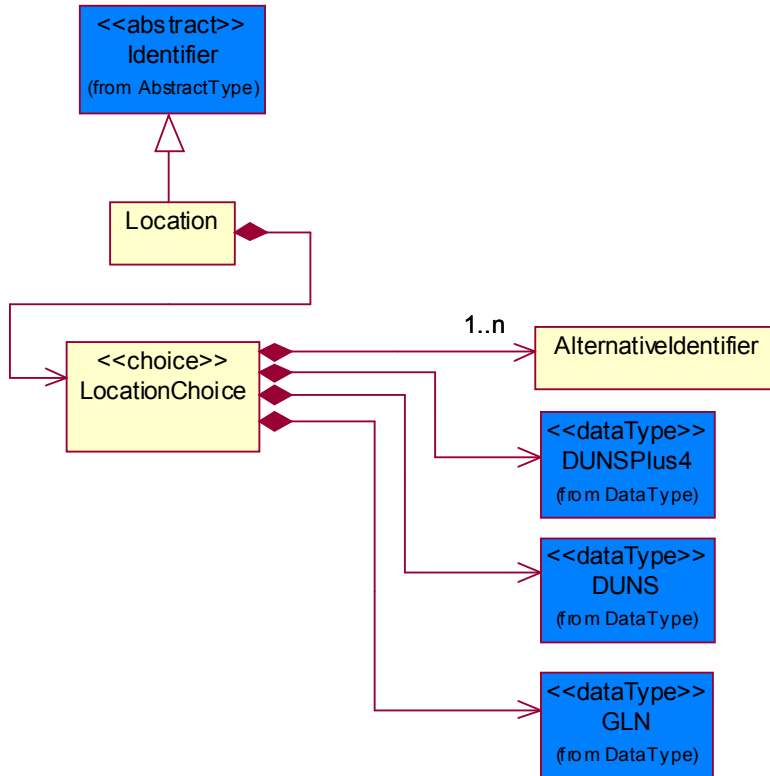 <<abstract>>
Identifier
(from AbstractType)
Location
1..n
AlternativeIdentifier
<<choice>>
LocationChoice
<<dataType>>
DUNSPlus4
(from DataType)
<<dataType>>
DUNS
(from DataType)
<<dataType>>
GLN
(from DataType)